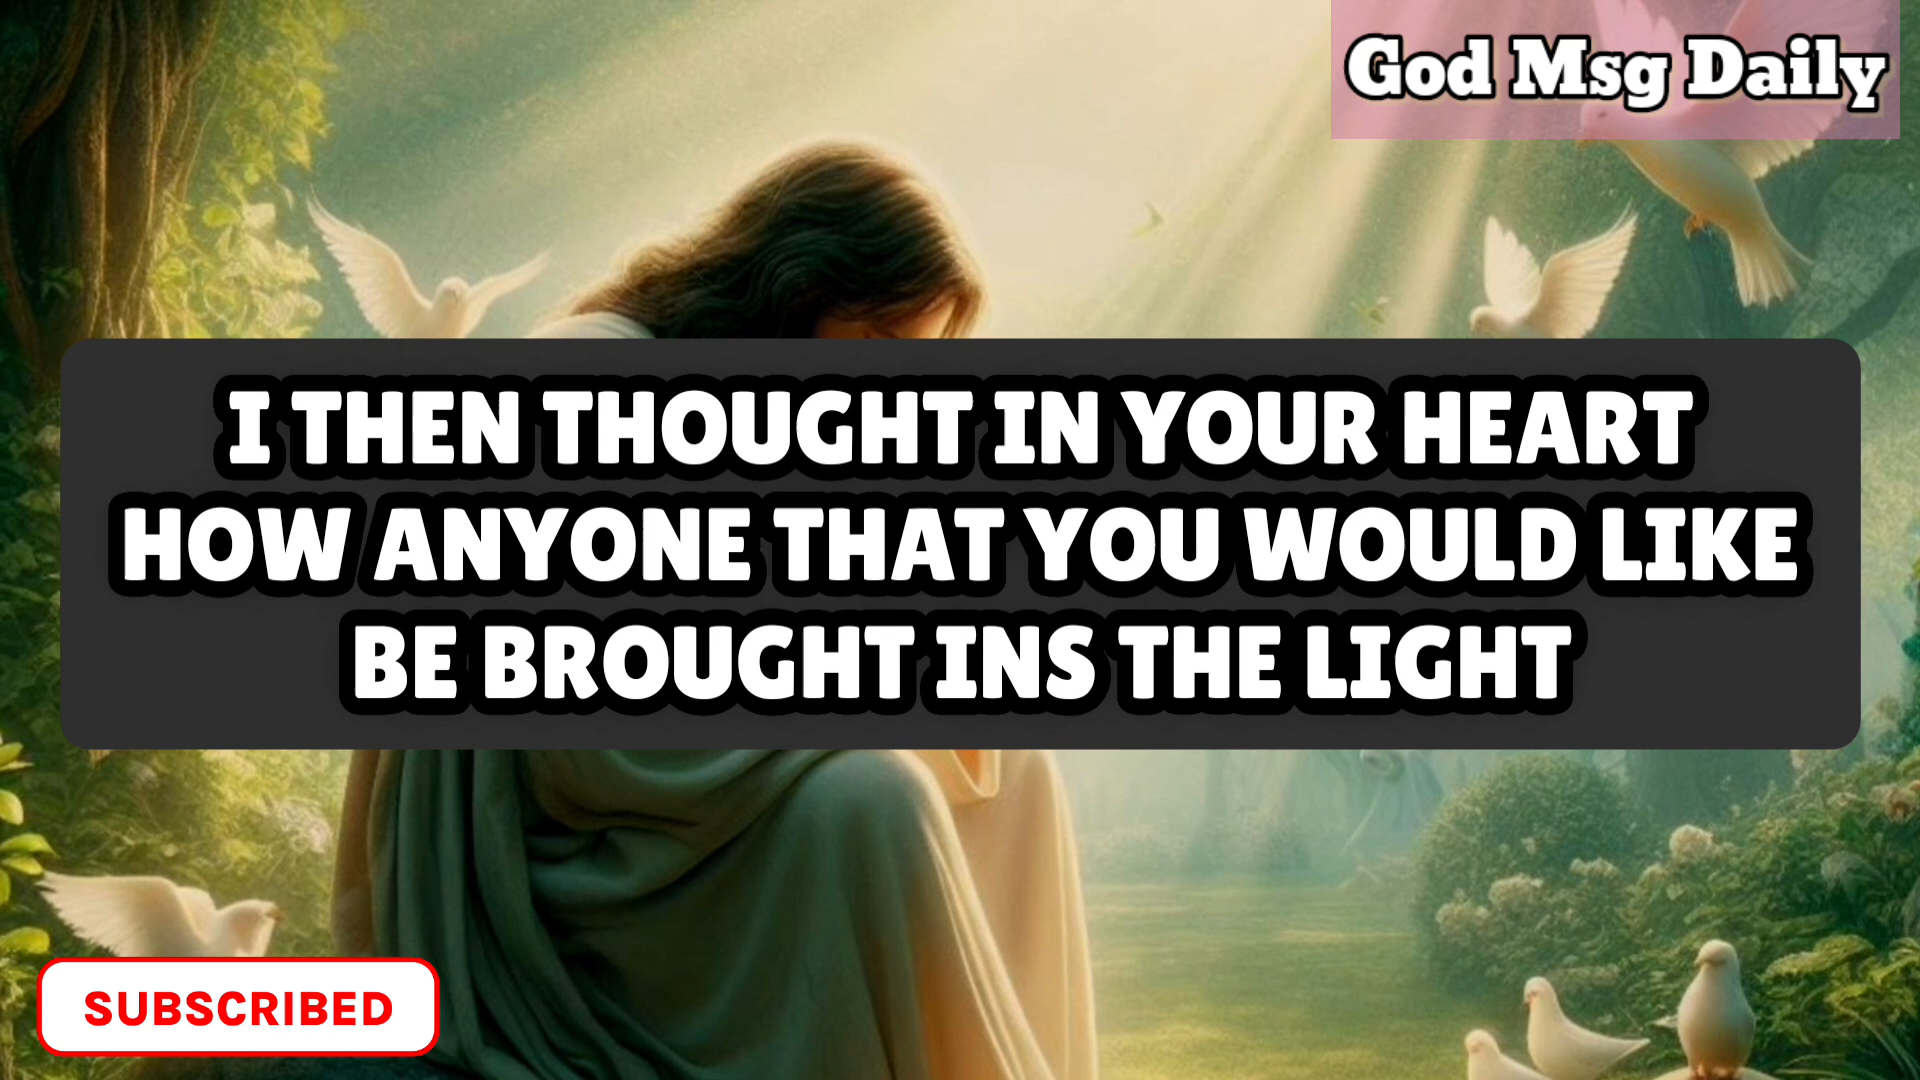 God Msg Daily
I THEN THOUGHT IN YOUR HEART
HOW ANYONE THAT YOU WOULD LIKE
BE BROUGHT INS THE LIGHT
SUBSCRIBED